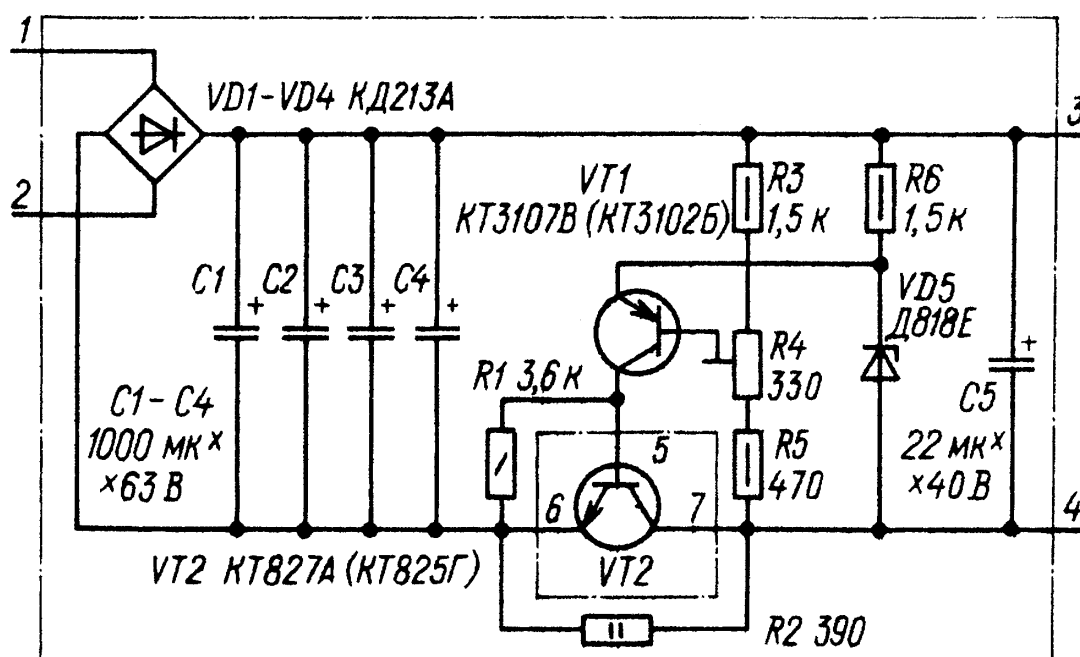 1
VD1-VD4 КД213А
3
2
VT1
КТ3107В (КТ3102Б)
R3
1,5 к
R6
1,5 к
C1
+
C2
+
C3
+
C4
+
VD5
Д818Е
R1 3,6 к
R4
330
+
C5
C1-C4
1000 мк×
×63 В
5
R5
470
22 мк×
×40 В
6
7
4
VT2 КТ827А (КТ825Г)
VT2
R2 390